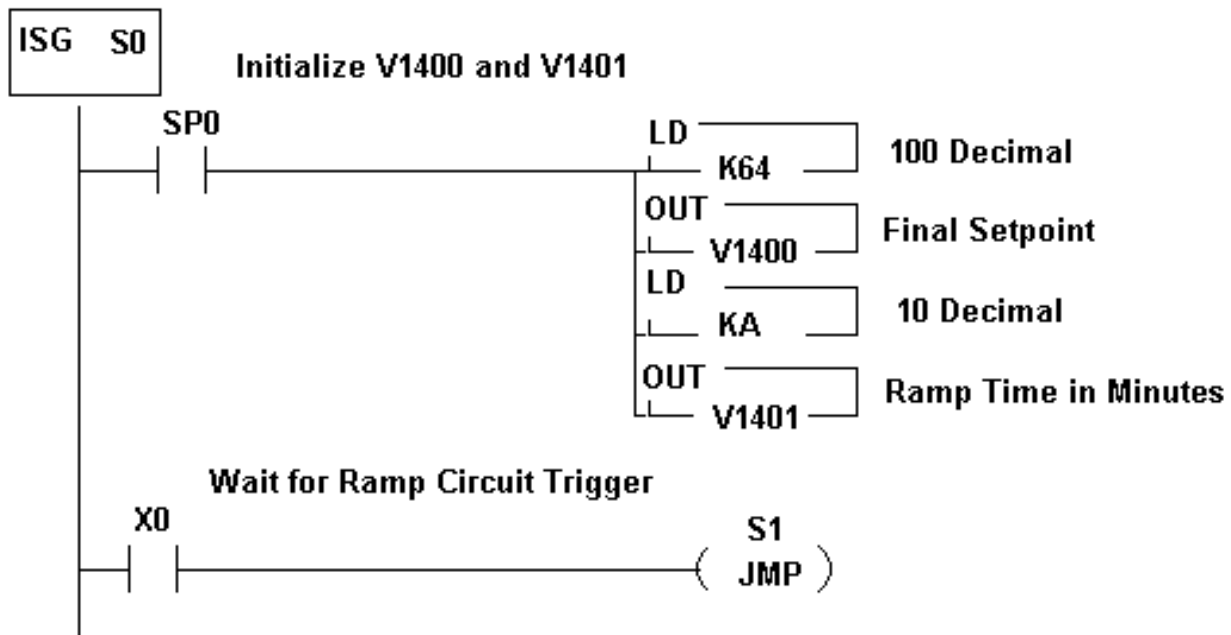 ISG S0
Initialize V1400 and V1401
SP0
LD
K64
100 Decimal
OUT
V1400
Final Setpoint
LD
KA
10 Decimal
OUT
V1401
Ramp Time in Minutes
Wait for Ramp Circuit Trigger
X0
S1
JMP